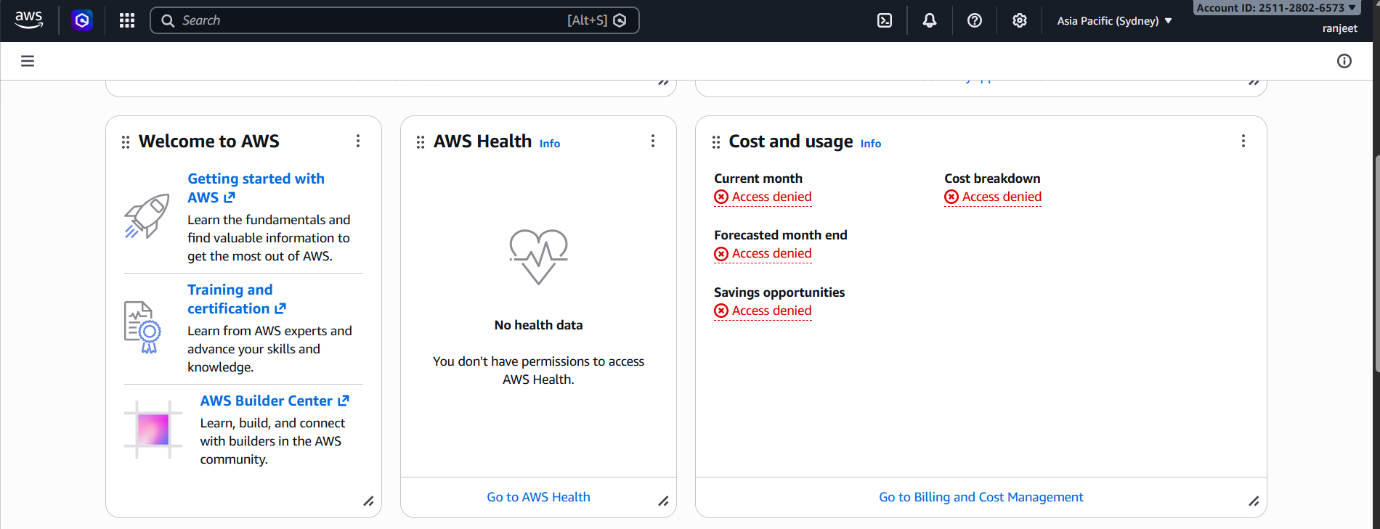 aws
Search
[Alt+S]
Asia Pacific (Sydney)
Account ID: 2511-2802-6573
ranjeet
Welcome to AWS
Getting started with
AWS
Learn the fundamentals and
find valuable information to
get the most out of AWS.
Training and
certification
Learn from AWS experts and
advance your skills and
knowledge.
AWS Builder Center
Learn, build, and connect
with builders in the AWS
community.
AWS Health Info
No health data
You don't have permissions to access
AWS Health.
Go to AWS Health
Cost and usage Info
Current month
Access denied
Forecasted month end
Access denied
Savings opportunities
Access denied
Cost breakdown
Access denied
Go to Billing and Cost Management